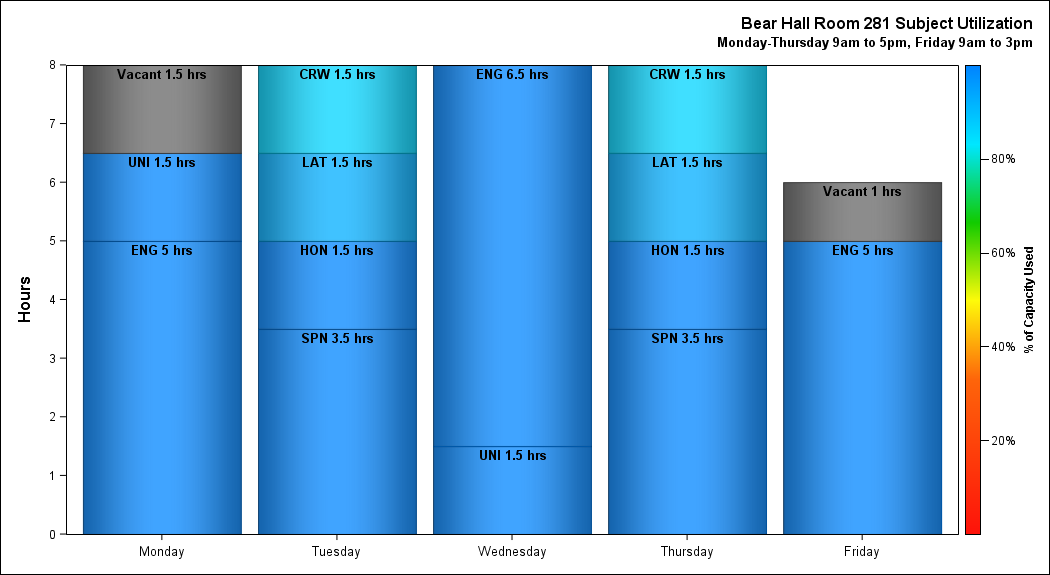 Bear Hall Room 281 Subject Utilization
Monday-Thursday 9am to 5pm, Friday 9am to 3pm
Hours
8
7
6
5
4
3
2
1
0
Vacant 1.5 hrs
UNI 1.5 hrs
ENG 5 hrs
CRW 1.5 hrs
LAT 1.5 hrs
HON 1.5 hrs
SPN 3.5 hrs
ENG 6.5 hrs
UNI 1.5 hrs
CRW 1.5 hrs
LAT 1.5 hrs
HON 1.5 hrs
SPN 3.5 hrs
Vacant 1 hrs
ENG 5 hrs
Monday
Tuesday
Wednesday
Thursday
Friday
80%
60%
40%
20%
% of Capacity Used